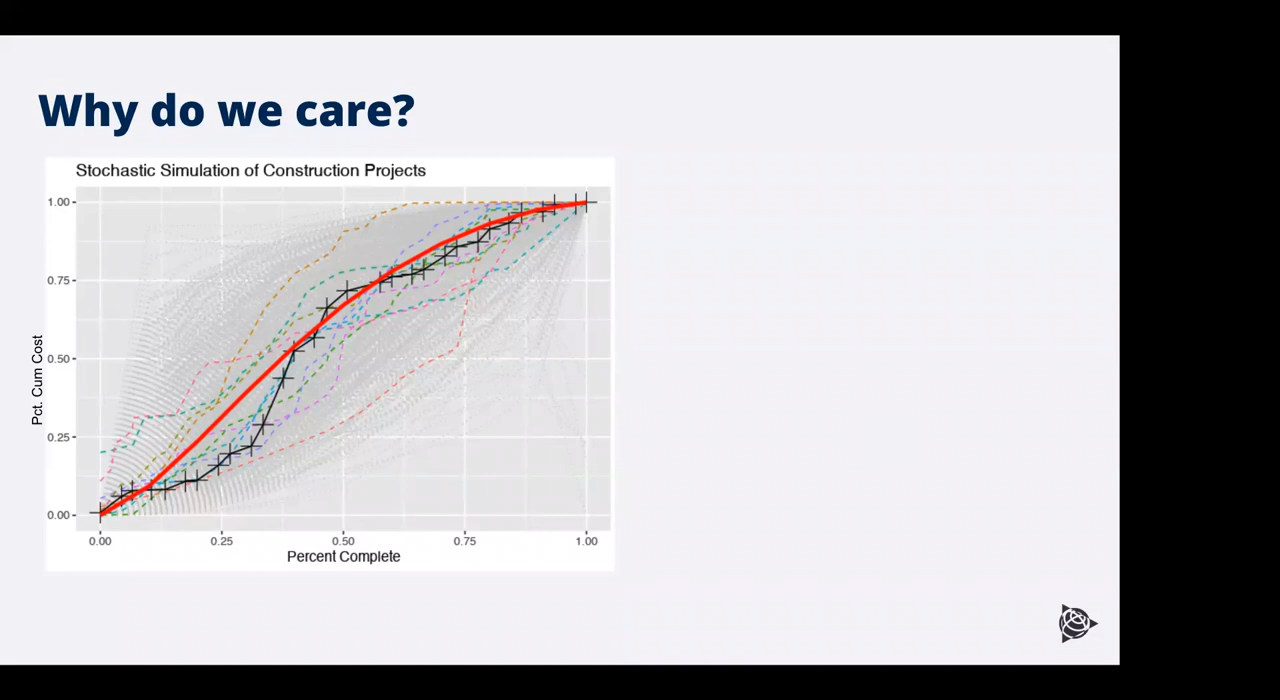 Why do we care?
Stochastic Simulation of Construction Projects
Pct. Cum Cost
1.00
0.75
0.50
0.25
0.00
0.00 0.25 0.50 0.75 1.00
Percent Complete